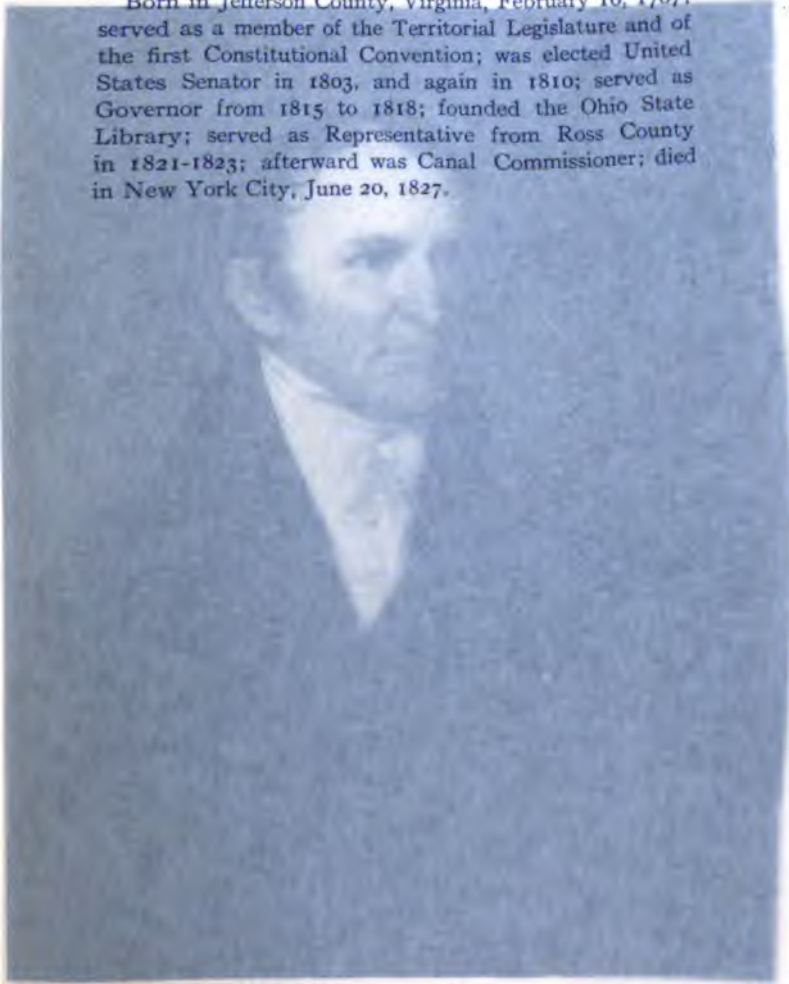 Born in Jefferson County, Virginia, February 16,
served as a member of the Territorial Legislature and of
the first Constitutional Convention; was elected United
States Senator in 1803, and again in 1810; served as
Governor from 1815 to 1818; founded the Ohio State
Library; served as Representative from Ross County
in 1821-1823; afterward was Canal Commissioner; died
in New York City, June 20, 1827.